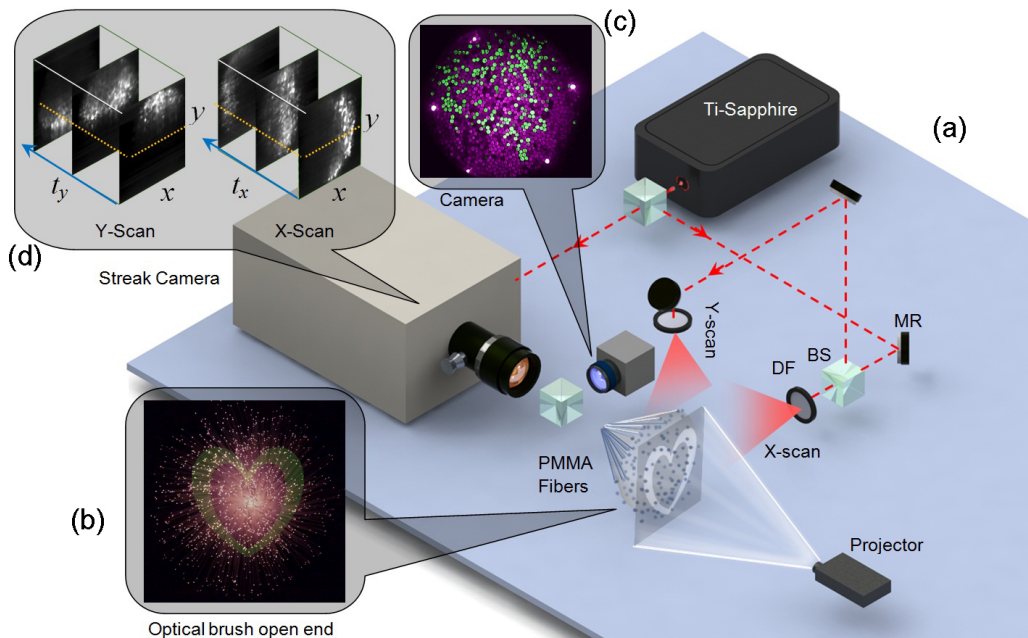 (c)
Ti-Sapphire
(a)
y
y
t_y
x
t_x
x
Y-Scan
X-Scan
Camera
(d)
Streak Camera
Y-scan
MR
BS
DF
X-scan
PMMA
Fibers
(b)
Projector
Optical brush open end